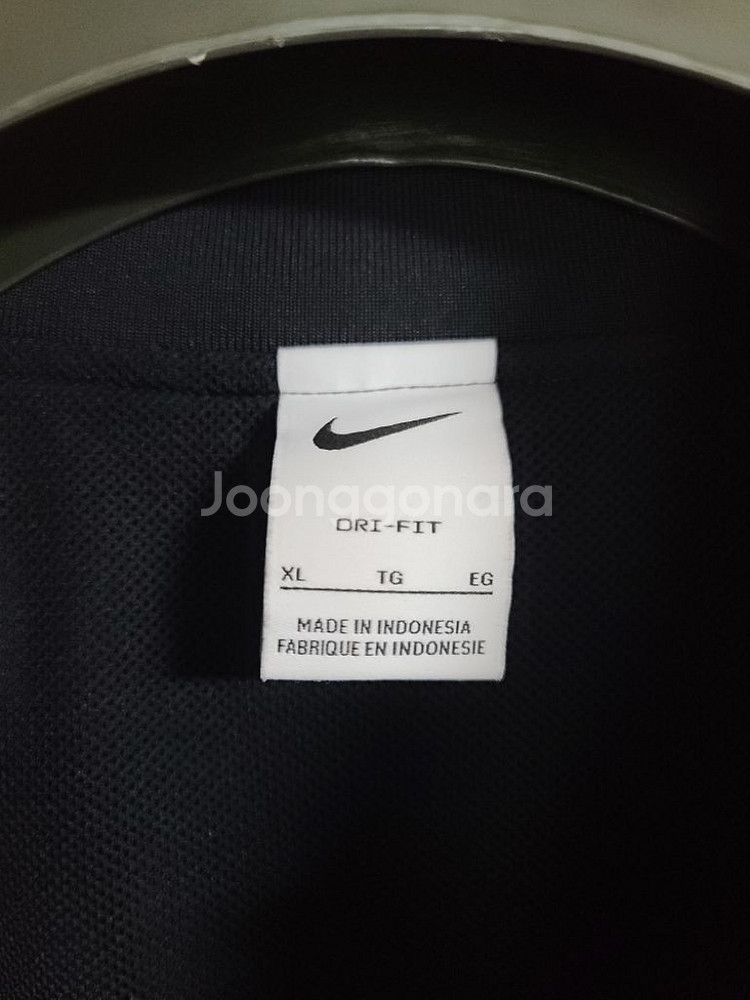 Joonggonara
DRI-FIT
XL TG EG
MADE IN INDONESIA
FABRIQUE EN INDONESIE